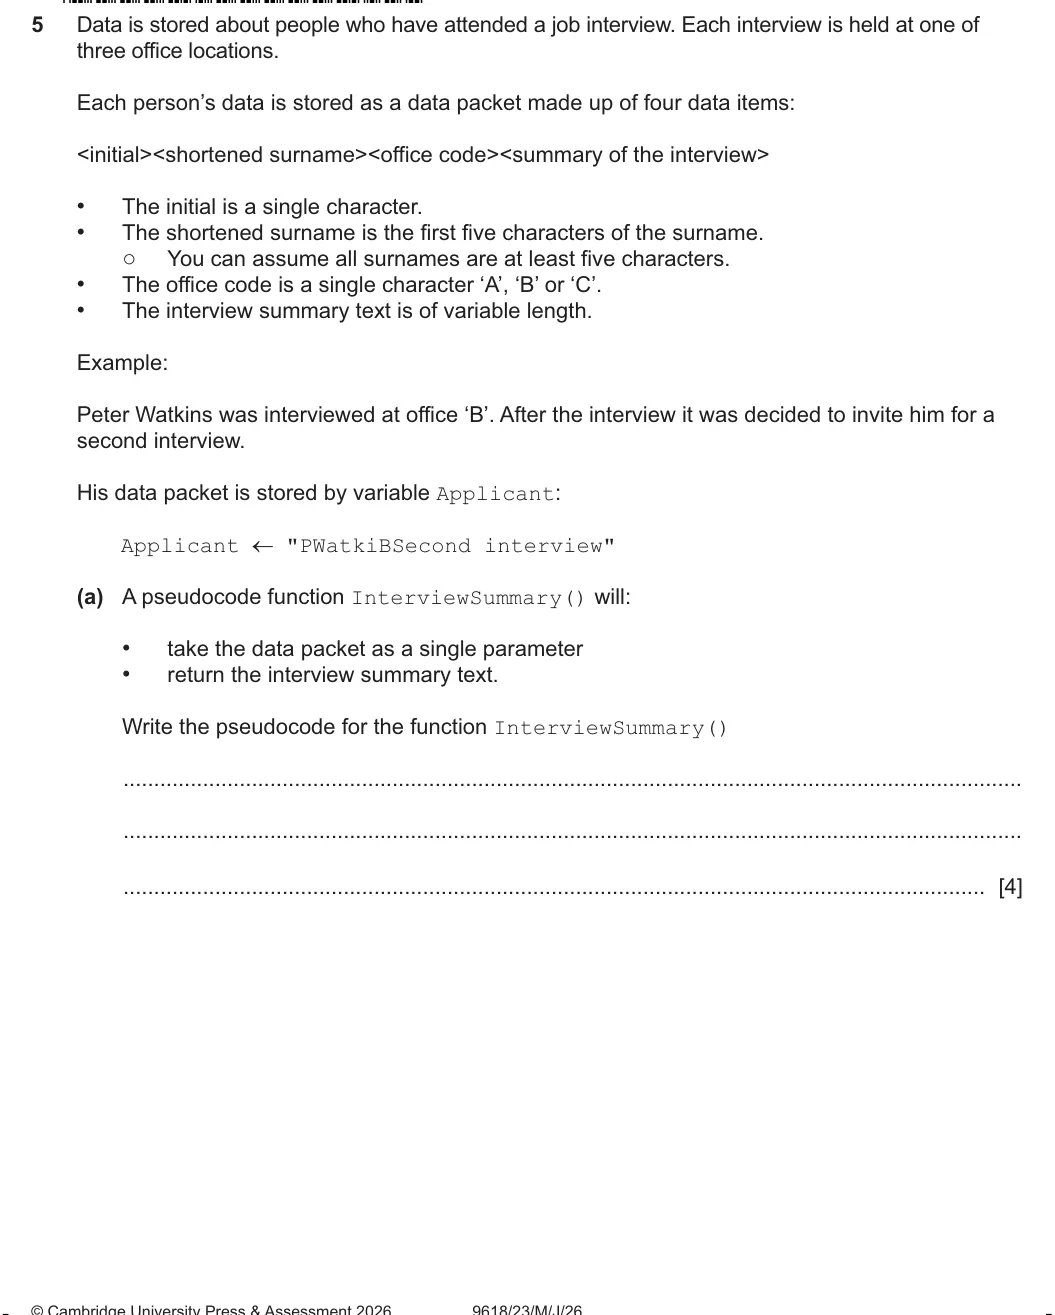 5 Data is stored about people who have attended a job interview. Each interview is held at one of
three office locations.
Each person’s data is stored as a data packet made up of four data items:
<initial><shortened surname><office code><summary of the interview>
• The initial is a single character.
• The shortened surname is the first five characters of the surname.
○ You can assume all surnames are at least five characters.
• The office code is a single character ‘A’, ‘B’ or ‘C’.
• The interview summary text is of variable length.
Example:
Peter Watkins was interviewed at office ‘B’. After the interview it was decided to invite him for a
second interview.
His data packet is stored by variable Applicant:
Applicant ← "PWatkiBSecond interview"
(a) A pseudocode function InterviewSummary() will:
• take the data packet as a single parameter
• return the interview summary text.
Write the pseudocode for the function InterviewSummary()
...................................................................................................................................................
...................................................................................................................................................
............................................................................................................................................. [4]
© Cambridge University Press & Assessment 2026 9618/23/M/J/26